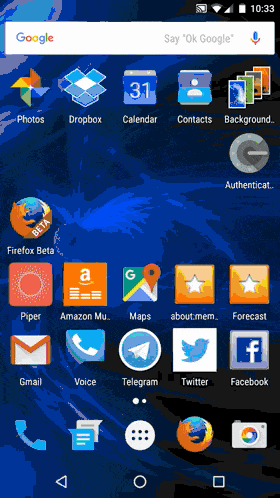 10:33
Google Say "Ok Google"
31
Photos Dropbox Calendar Contacts Background..
Authenticat..
BETA
Firefox Beta
a G
Piper Amazon Mu.. Maps about:mem.. Forecast
Gmail Voice Telegram Twitter Facebook